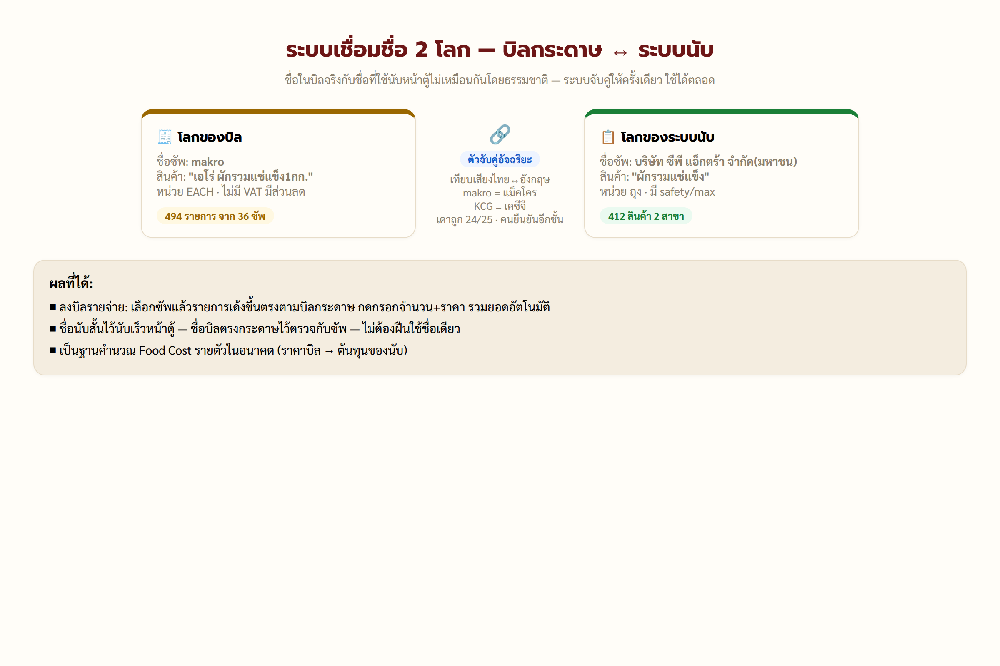 ระบบเชื่อมชื่อ 2 โลก — บิลกระดาษ ↔ ระบบนับ
ชื่อในบิลจริงกับชื่อที่ใช้นับหน้าตู้ไม่เหมือนกันโดยธรรมชาติ — ระบบจับคู่ให้ครั้งเดียว ใช้ได้ตลอด
🧾 โลกของบิล
ชื่อซัพ: makro
สินค้า: "เอโร่ ผักรวมแช่แข็ง1กก."
หน่วย EACH · ไม่มี VAT มีส่วนลด
494 รายการ จาก 36 ซัพ
🔗
ตัวจับคู่อัจฉริยะ
เทียบเสียงไทย↔อังกฤษ
makro = แม็คโคร
KCG = เคซีจี
เดาถูก 24/25 · คนยืนยันอีกชั้น
📋 โลกของระบบนับ
ชื่อซัพ: บริษัท ซีพี แอ็กตร้า จำกัด(มหาชน)
สินค้า: "ผักรวมแช่แข็ง"
หน่วย ถุง · มี safety/max
412 สินค้า 2 สาขา
ผลที่ได้:
■ ลงบิลรายจ่าย: เลือกซัพแล้วรายการเด้งขึ้นตรงตามบิลกระดาษ กดกรอกจำนวน+ราคา รวมยอดอัตโนมัติ
■ ชื่อนับสั้นไว้นับเร็วหน้าตู้ — ชื่อบิลตรงกระดาษไว้ตรวจกับซัพ — ไม่ต้องฝืนใช้ชื่อเดียว
■ เป็นฐานคำนวณ Food Cost รายตัวในอนาคต (ราคาบิล → ต้นทุนของนับ)